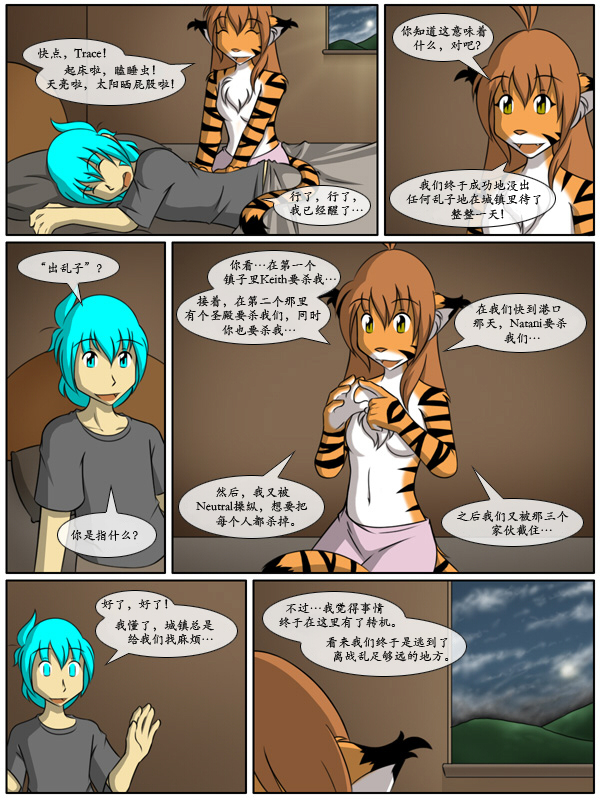 快点，Trace！
起床啦，瞌睡虫！
天亮啦，太阳晒屁股啦！
行了，行了，
我已经醒了…
你知道这意味着
什么，对吧？
我们终于成功地没出
任何乱子地在城镇里待了
整整一天！
“出乱子”？
你是指什么？
你看…在第一个
镇子里Keith要杀我…
接着，在第二个那里
有个圣殿要杀我们，同时
你也要杀我…
在我们快到港口
那天，Natani要杀
我们…
然后，我又被
Neutral操纵，想要把
每个人都杀掉。
之后我们又被那三个
家伙截住…
好了，好了！
我懂了，城镇总是
给我们找麻烦…
不过…我觉得事情
终于在这里有了转机。
看来我们终于是逃到了
离战乱足够远的地方。